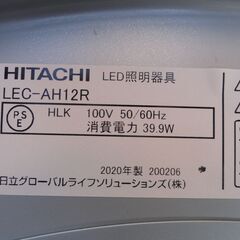 HITACHI LED照明器具
LEC-AH12R
PS
E
HLK 100V 50/60Hz
消費電力 39.9W
2020年製 200206
日立グローバルライフソリューションズ(株)